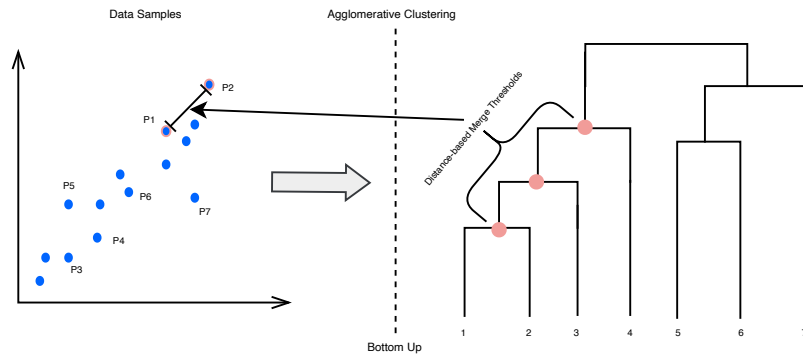 Data Samples
Agglomerative Clustering
P2
P1
Distance-based Merge Thresholds
P5
P6
P7
P4
P3
1 2 3 4 5 6
Bottom Up